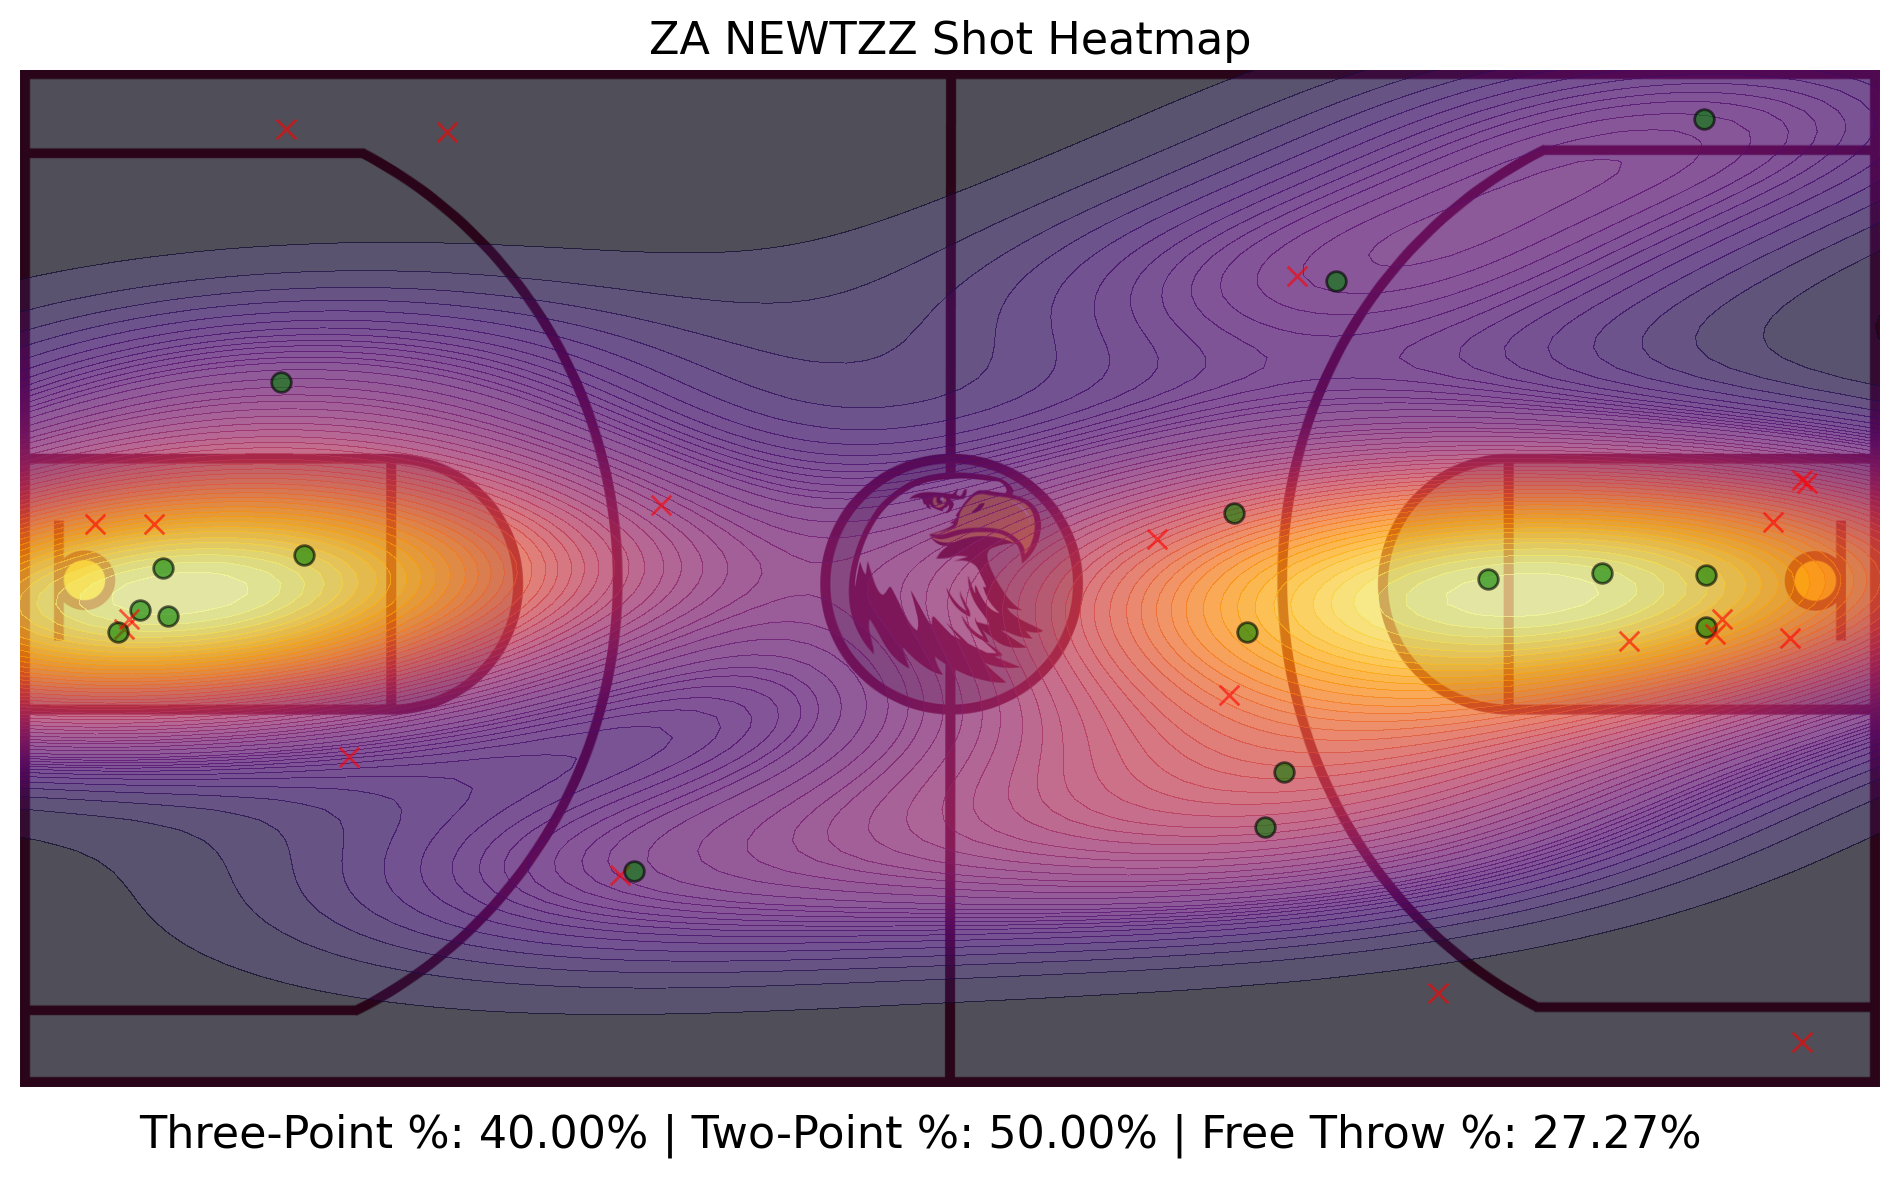 ZA NEWTZZ Shot Heatmap
Three-Point %: 40.00% | Two-Point %: 50.00% | Free Throw %: 27.27%